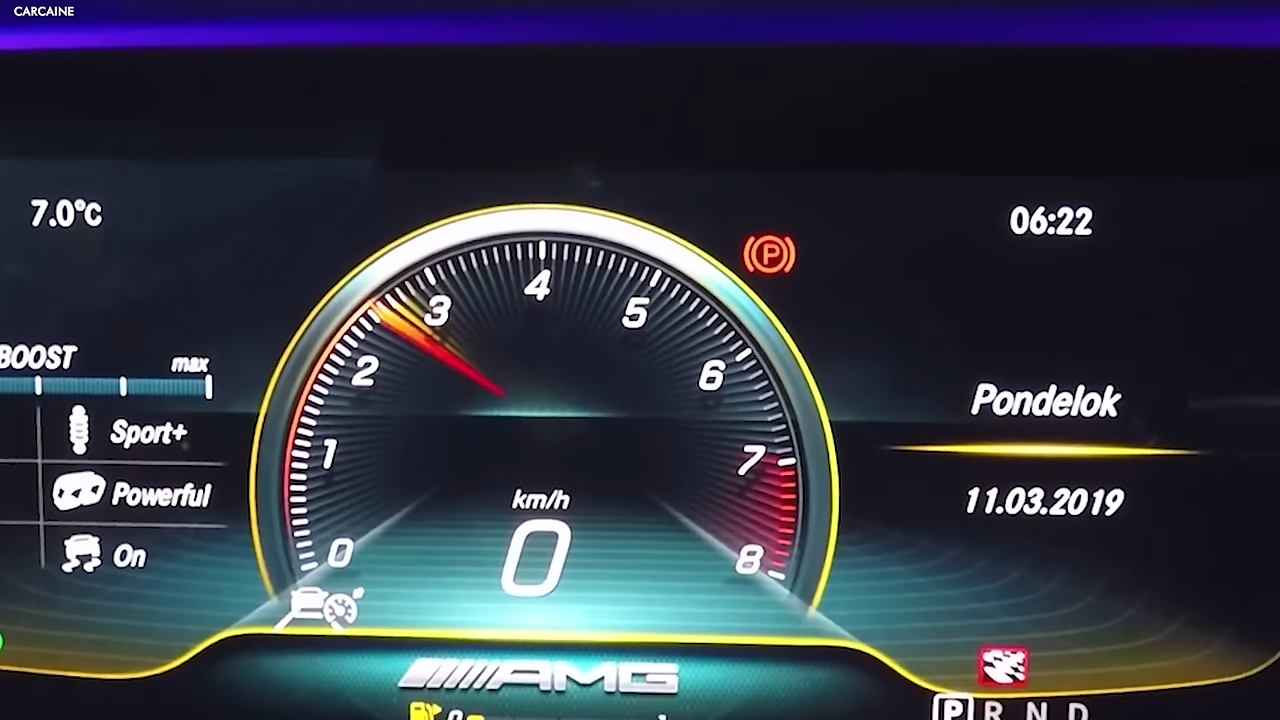 CARCAINE
7.0°C
06:22
P
0
1
2
3
4
5
6
7
8
BOOST
max
Sport+
Powerful
On
km/h
0
Pondelok
11.03.2019
AMG
P R N D